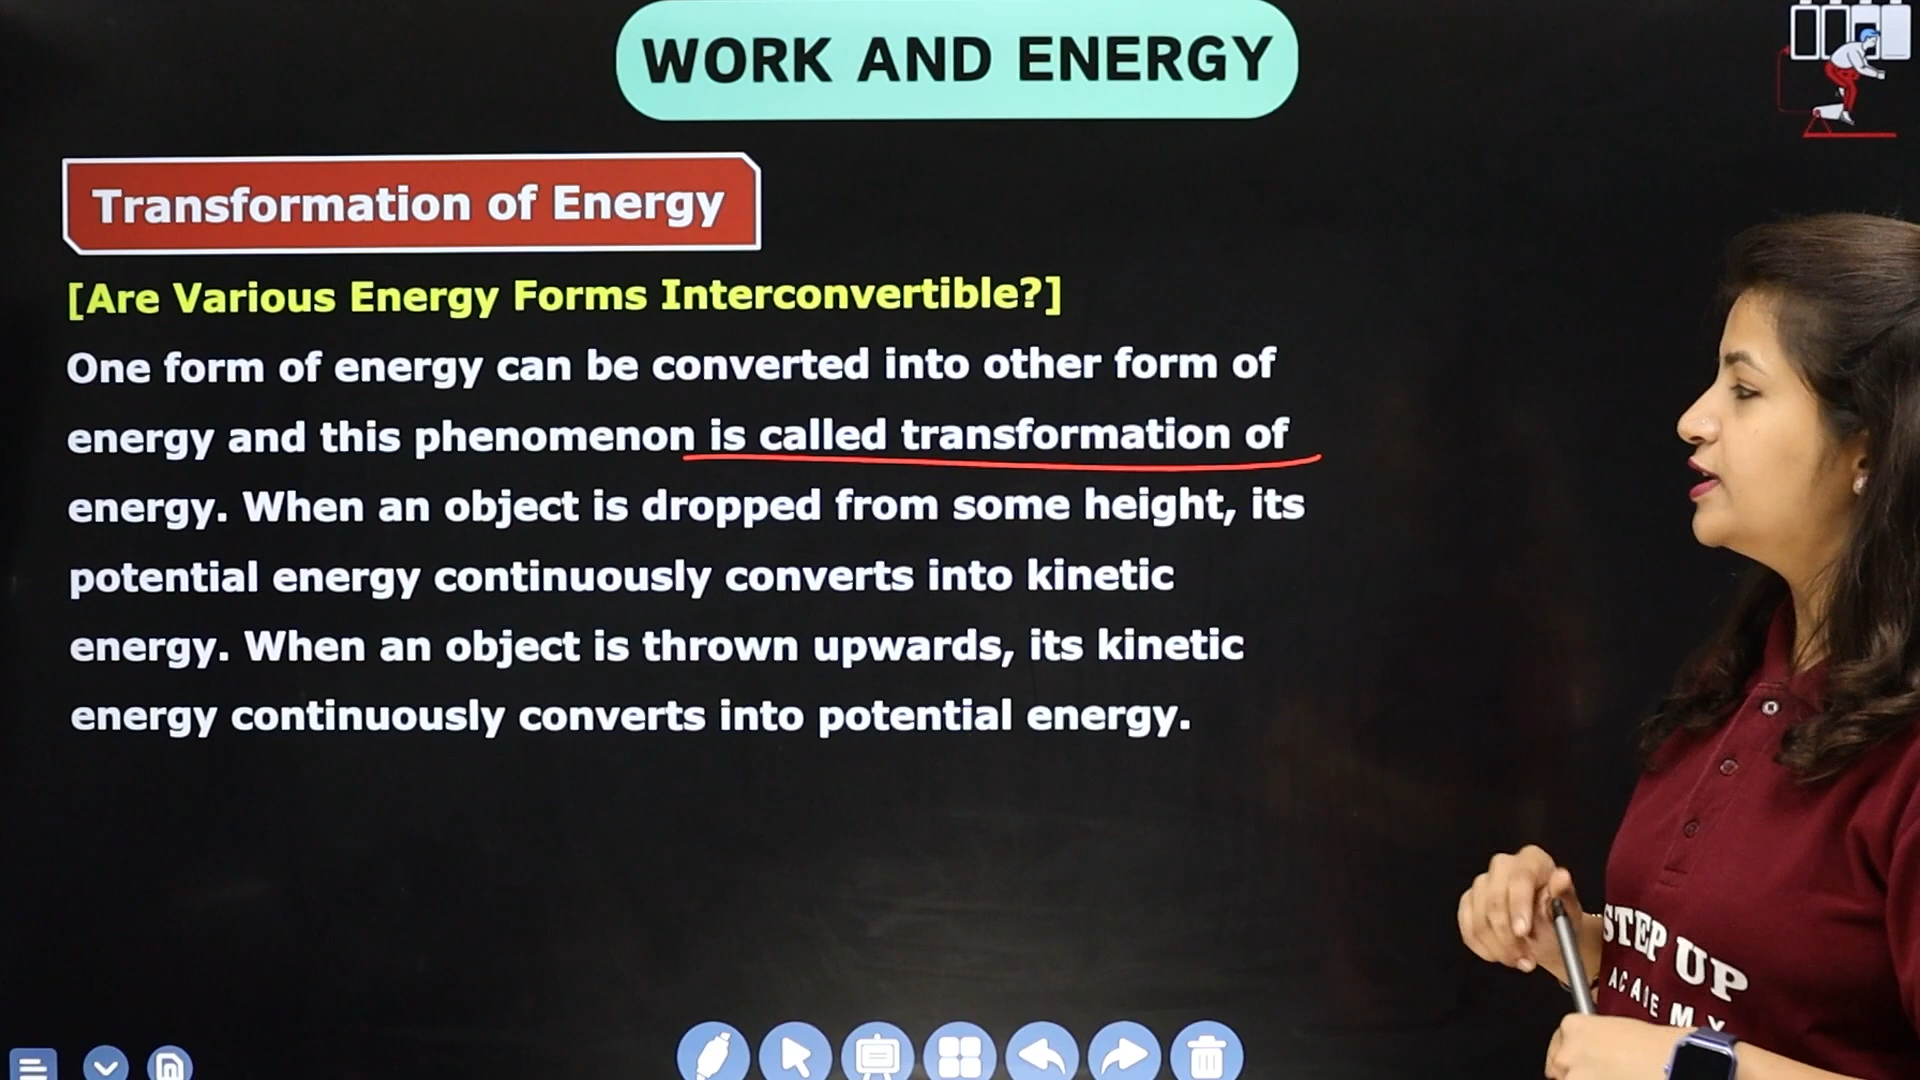 WORK AND ENERGY
Transformation of Energy
[Are Various Energy Forms Interconvertible?]
One form of energy can be converted into other form of
energy and this phenomenon is called transformation of
energy. When an object is dropped from some height, its
potential energy continuously converts into kinetic
energy. When an object is thrown upwards, its kinetic
energy continuously converts into potential energy.
STEP UP
ACADEMY